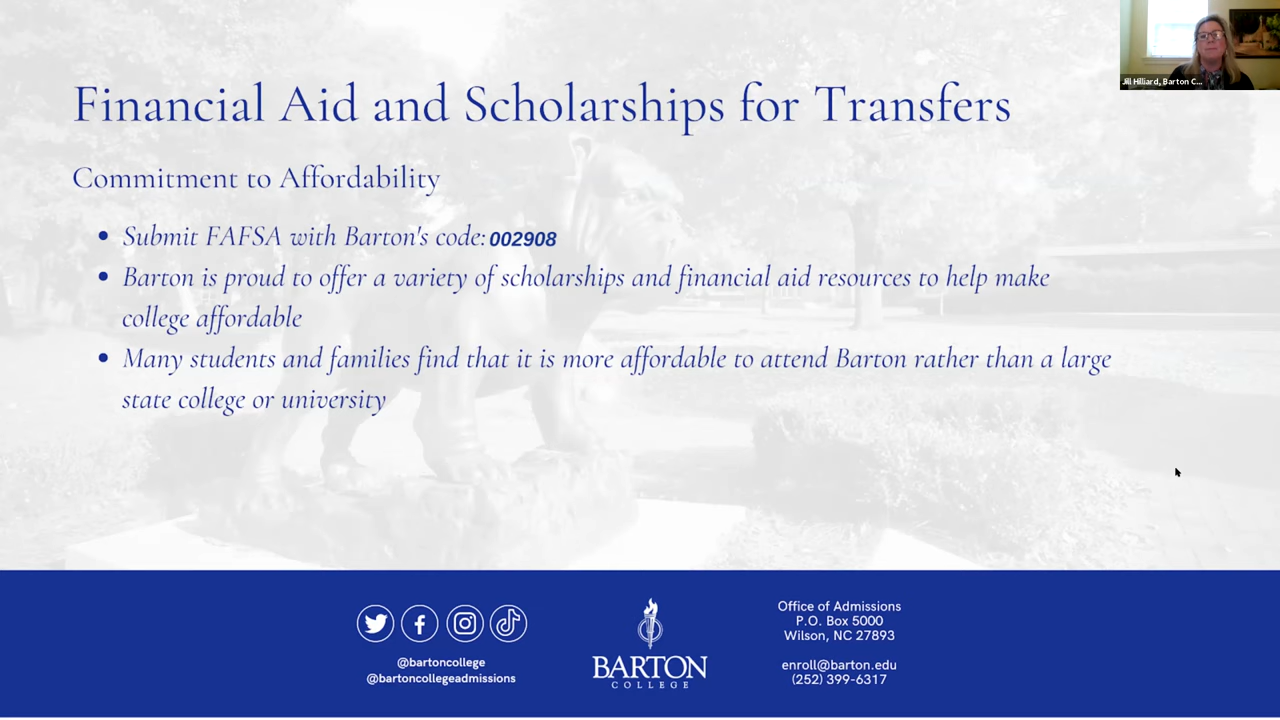 Jill Hilliard, Barton C...
Financial Aid and Scholarships for Transfers
Commitment to Affordability
• Submit FAFSA with Barton's code: 002908
• Barton is proud to offer a variety of scholarships and financial aid resources to help make
college affordable
• Many students and families find that it is more affordable to attend Barton rather than a large
state college or university
@bartoncollege
@bartoncollegeadmissions
BARTON
COLLEGE
Office of Admissions
P.O. Box 5000
Wilson, NC 27893
enroll@barton.edu
(252) 399-6317